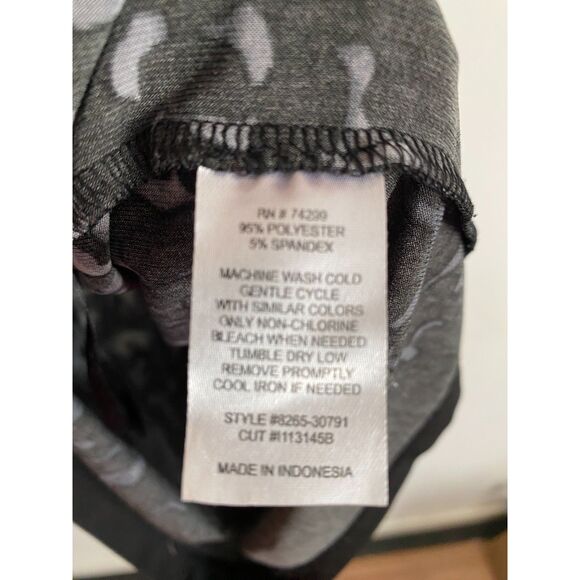 RN # 74299
95% POLYESTER
5% SPANDEX
MACHINE WASH COLD
GENTLE CYCLE
WITH SIMILAR COLORS
ONLY NON-CHLORINE
BLEACH WHEN NEEDED
TUMBLE DRY LOW
REMOVE PROMPTLY
COOL IRON IF NEEDED
STYLE #8265-30791
CUT #I113145B
MADE IN INDONESIA